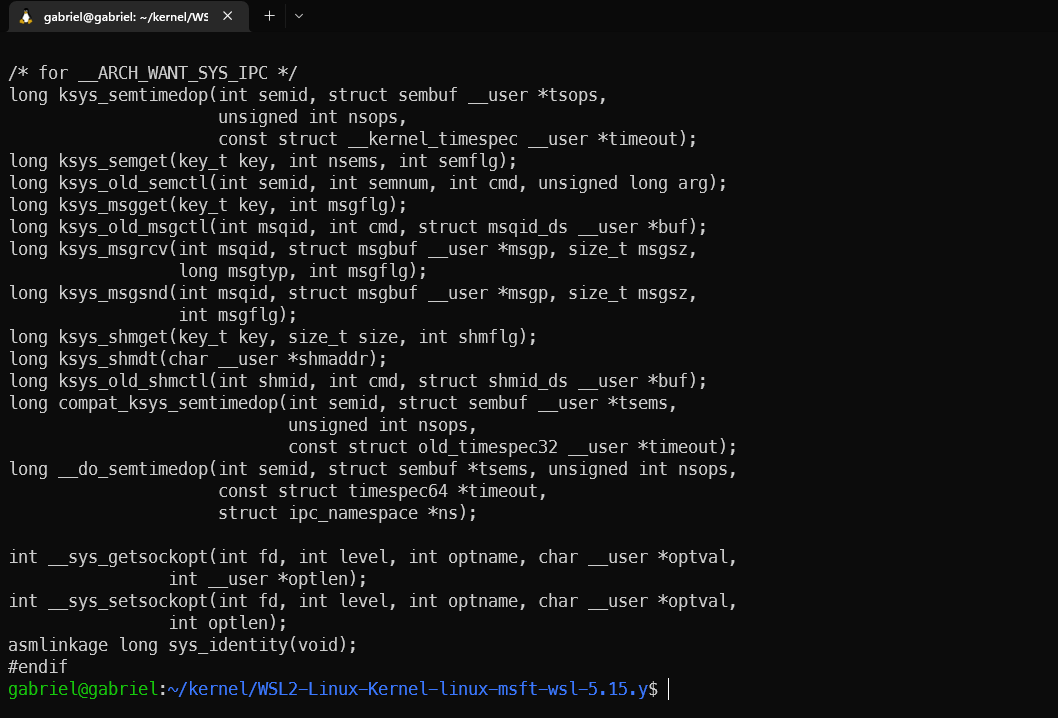 gabriel@gabriel: ~/kernel/WS
/* for __ARCH_WANT_SYS_IPC */
long ksys_semtimedop(int semid, struct sembuf __user *tsops,
unsigned int nsops,
const struct __kernel_timespec __user *timeout);
long ksys_semget(key_t key, int nsems, int semflg);
long ksys_old_semctl(int semid, int semnum, int cmd, unsigned long arg);
long ksys_msgget(key_t key, int msgflg);
long ksys_old_msgctl(int msqid, int cmd, struct msqid_ds __user *buf);
long ksys_msgrcv(int msqid, struct msgbuf __user *msgp, size_t msgsz,
long msgtyp, int msgflg);
long ksys_msgsnd(int msqid, struct msgbuf __user *msgp, size_t msgsz,
int msgflg);
long ksys_shmget(key_t key, size_t size, int shmflg);
long ksys_shmdt(char __user *shmaddr);
long ksys_old_shmctl(int shmid, int cmd, struct shmid_ds __user *buf);
long compat_ksys_semtimedop(int semid, struct sembuf __user *tsems,
unsigned int nsops,
const struct old_timespec32 __user *timeout);
long __do_semtimedop(int semid, struct sembuf *tsems, unsigned int nsops,
const struct timespec64 *timeout,
struct ipc_namespace *ns);
int __sys_getsockopt(int fd, int level, int optname, char __user *optval,
int __user *optlen);
int __sys_setsockopt(int fd, int level, int optname, char __user *optval,
int optlen);
asmlinkage long sys_identity(void);
#endif
gabriel@gabriel:~/kernel/WSL2-Linux-Kernel-linux-msft-wsl-5.15.y$